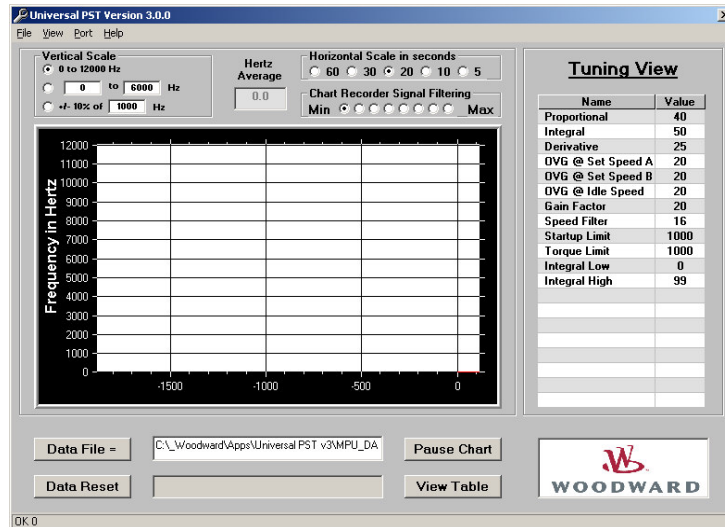 Universal PST Version 3.0.0
File View Port Help
Vertical Scale
0 to 12000 Hz
0 to 6000 Hz
+/- 10% of 1000 Hz
Hertz
Average
0.0
Horizontal Scale in seconds
60 30 20 10 5
Chart Recorder Signal Filtering
Min Max
Frequency in Hertz
12000
11000
10000
9000
8000
7000
6000
5000
4000
3000
2000
1000
0
-1500 -1000 -500 0
Tuning View
Name Value
Proportional 40
Integral 50
Derivative 25
OVG @ Set Speed A 20
OVG @ Set Speed B 20
OVG @ Idle Speed 20
Gain Factor 20
Speed Filter 16
Startup Limit 1000
Torque Limit 1000
Integral Low 0
Integral High 99
Data File = C:\_Woodward\Apps\Universal PST v3\MPU_DA Pause Chart
Data Reset View Table
WOODWARD
OK 0